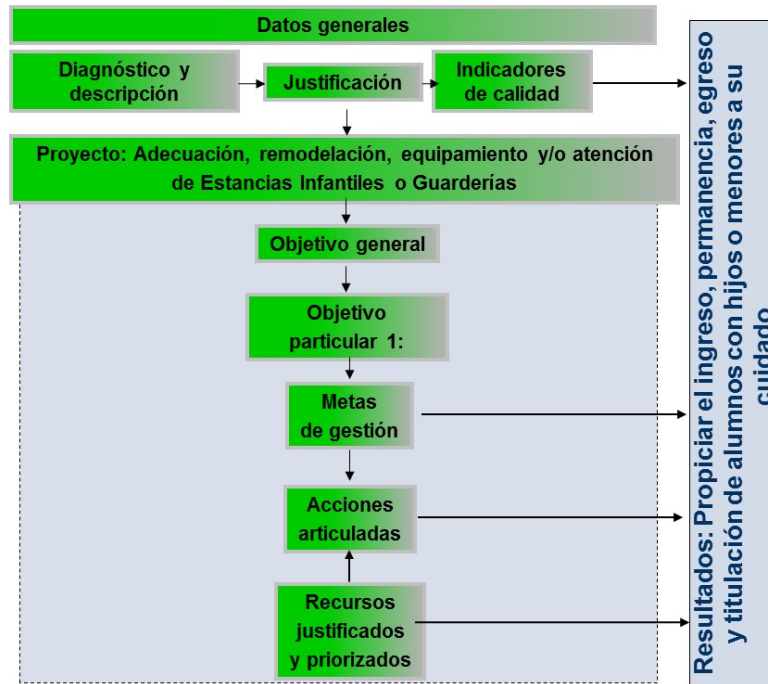 Datos generales
Diagnóstico y
descripción
Justificación
Indicadores
de calidad
Proyecto: Adecuación, remodelación, equipamiento y/o atención
de Estancias Infantiles o Guarderías
Objetivo general
Objetivo
particular 1:
Metas
de gestión
Acciones
articuladas
Recursos
justificados
y priorizados
Resultados: Propiciar el ingreso, permanencia, egreso
y titulación de alumnos con hijos o menores a su
cuidado